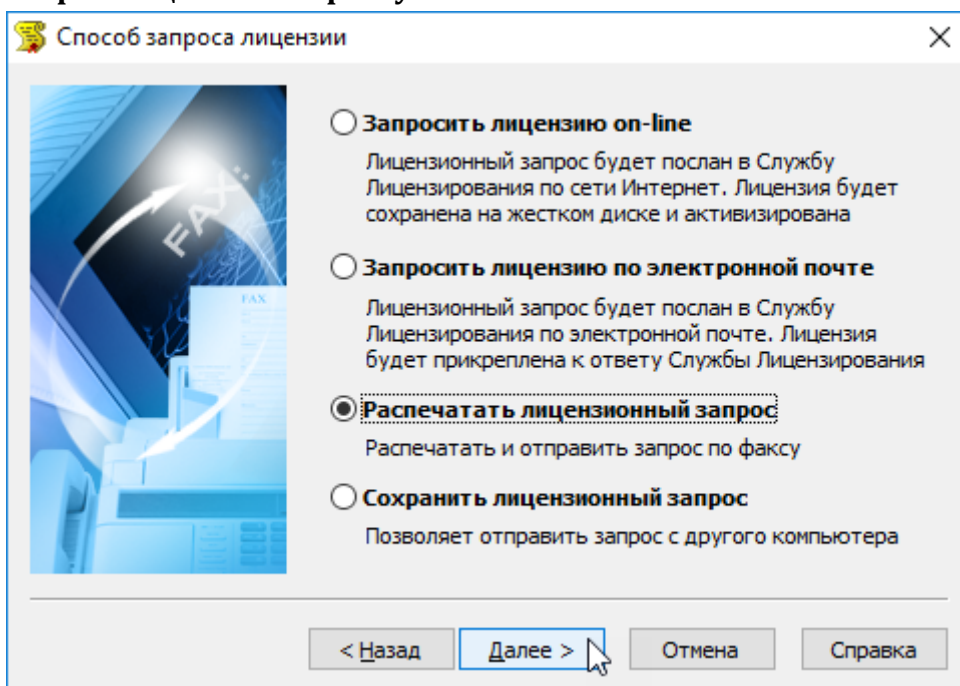 Способ запроса лицензии
Запросить лицензию on-line
Лицензионный запрос будет послан в Службу
Лицензирования по сети Интернет. Лицензия будет
сохранена на жестком диске и активизирована
Запросить лицензию по электронной почте
Лицензионный запрос будет послан в Службу
Лицензирования по электронной почте. Лицензия
будет прикреплена к ответу Службы Лицензирования
Распечатать лицензионный запрос
Распечатать и отправить запрос по факсу
Сохранить лицензионный запрос
Позволяет отправить запрос с другого компьютера
FAX:
FAX
< Назад
Далее >
Отмена
Справка